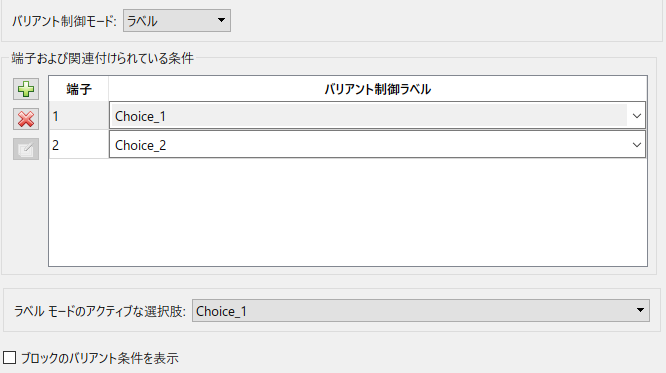 バリアント制御モード: ラベル
端子および関連付けられている条件
端子 バリアント制御ラベル
1 Choice_1
2 Choice_2
ラベル モードのアクティブな選択肢: Choice_1
ブロックのバリアント条件を表示